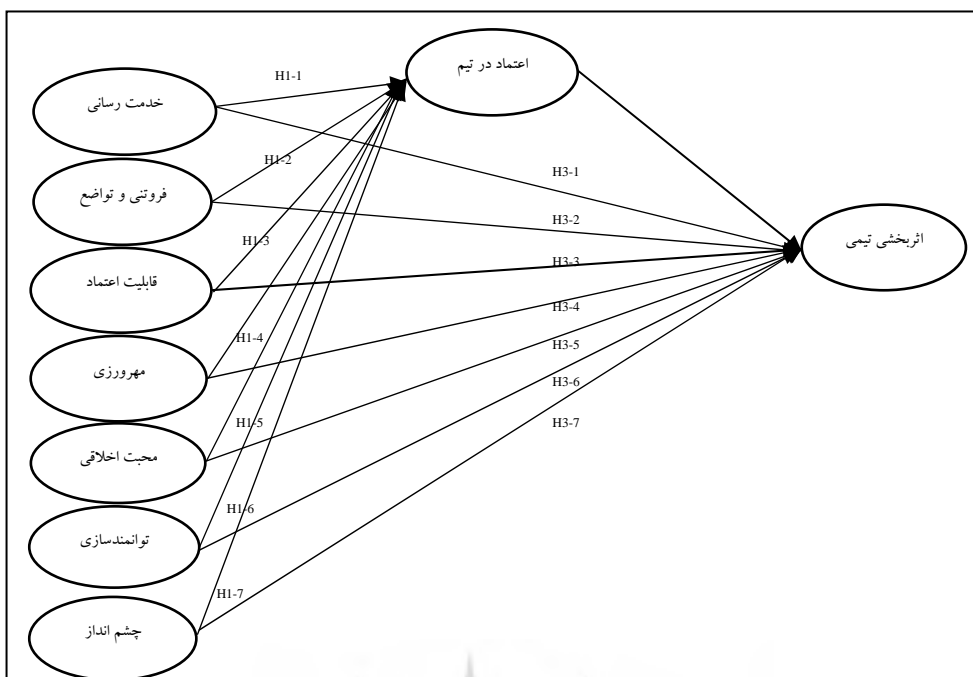 اعتماد در تیم
خدمت رسانی
فروتنی و تواضع
قابلیت اعتماد
مهرورزی
محبت اخلاقی
توانمندسازی
چشم انداز
اثربخشی تیمی
H1-1
H1-2
H1-3
H1-4
H1-5
H1-6
H1-7
H3-1
H3-2
H3-3
H3-4
H3-5
H3-6
H3-7